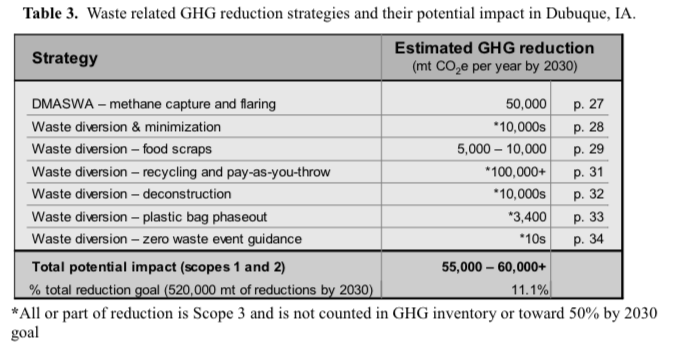 Table 3. Waste related GHG reduction strategies and their potential impact in Dubuque, IA.
Strategy
Estimated GHG reduction
(mt CO₂e per year by 2030)
DMASWA – methane capture and flaring 50,000 p. 27
Waste diversion & minimization *10,000s p. 28
Waste diversion – food scraps 5,000 – 10,000 p. 29
Waste diversion – recycling and pay-as-you-throw *100,000+ p. 31
Waste diversion – deconstruction *10,000s p. 32
Waste diversion – plastic bag phaseout *3,400 p. 33
Waste diversion – zero waste event guidance *10s p. 34
Total potential impact (scopes 1 and 2) 55,000 – 60,000+
% total reduction goal (520,000 mt of reductions by 2030) 11.1%
*All or part of reduction is Scope 3 and is not counted in GHG inventory or toward 50% by 2030
goal